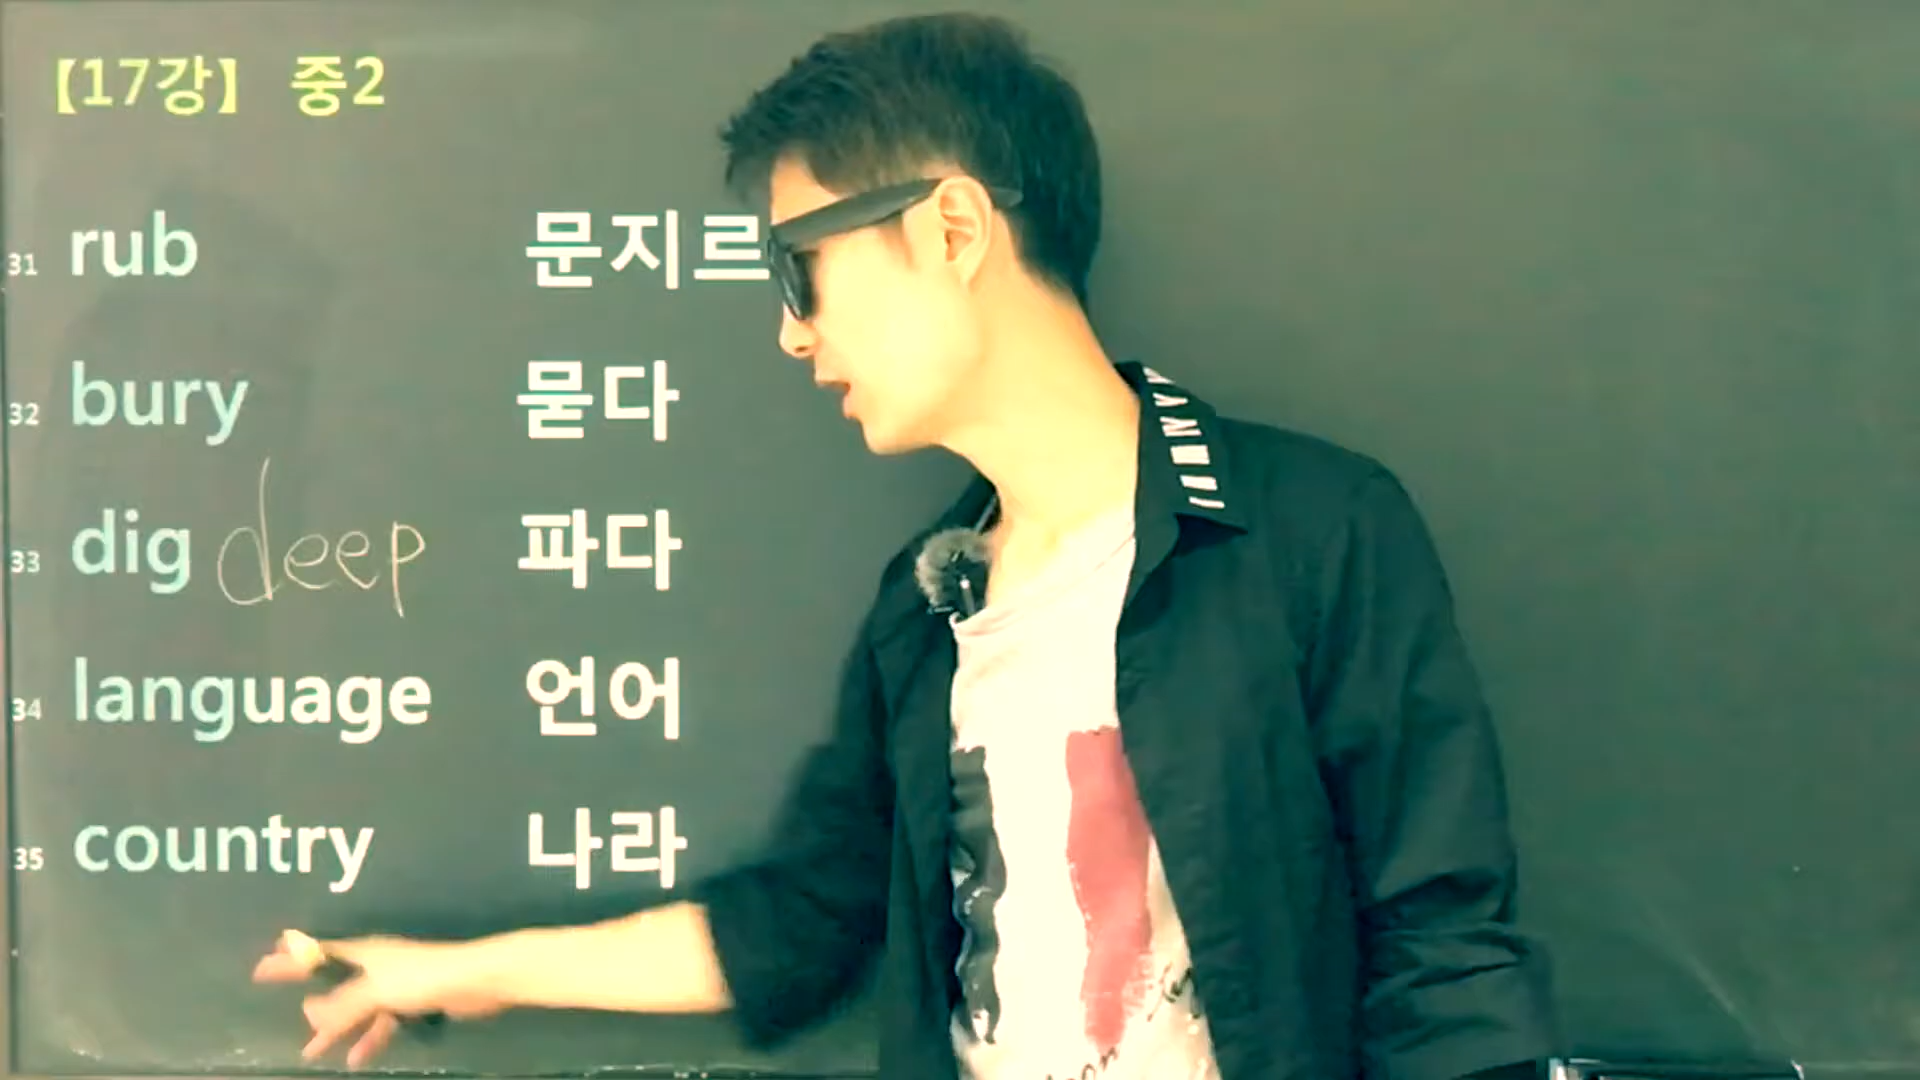 【17강】 중2
31 rub 문지르
32 bury 묻다
33 dig deep 파다
34 language 언어
35 country 나라